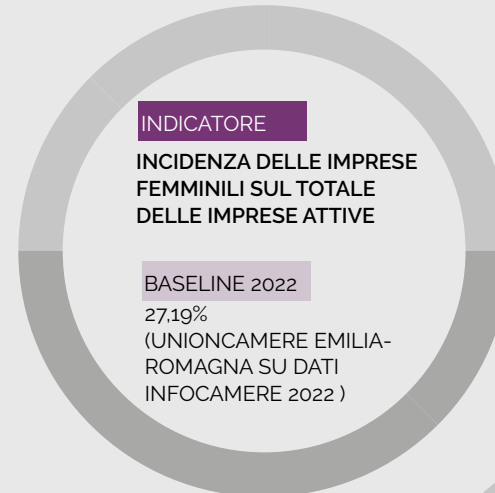 INDICATORE
INCIDENZA DELLE IMPRESE
FEMMINILI SUL TOTALE
DELLE IMPRESE ATTIVE
BASELINE 2022
27,19%
(UNIONCAMERE EMILIA-
ROMAGNA SU DATI
INFOCAMERE 2022 )